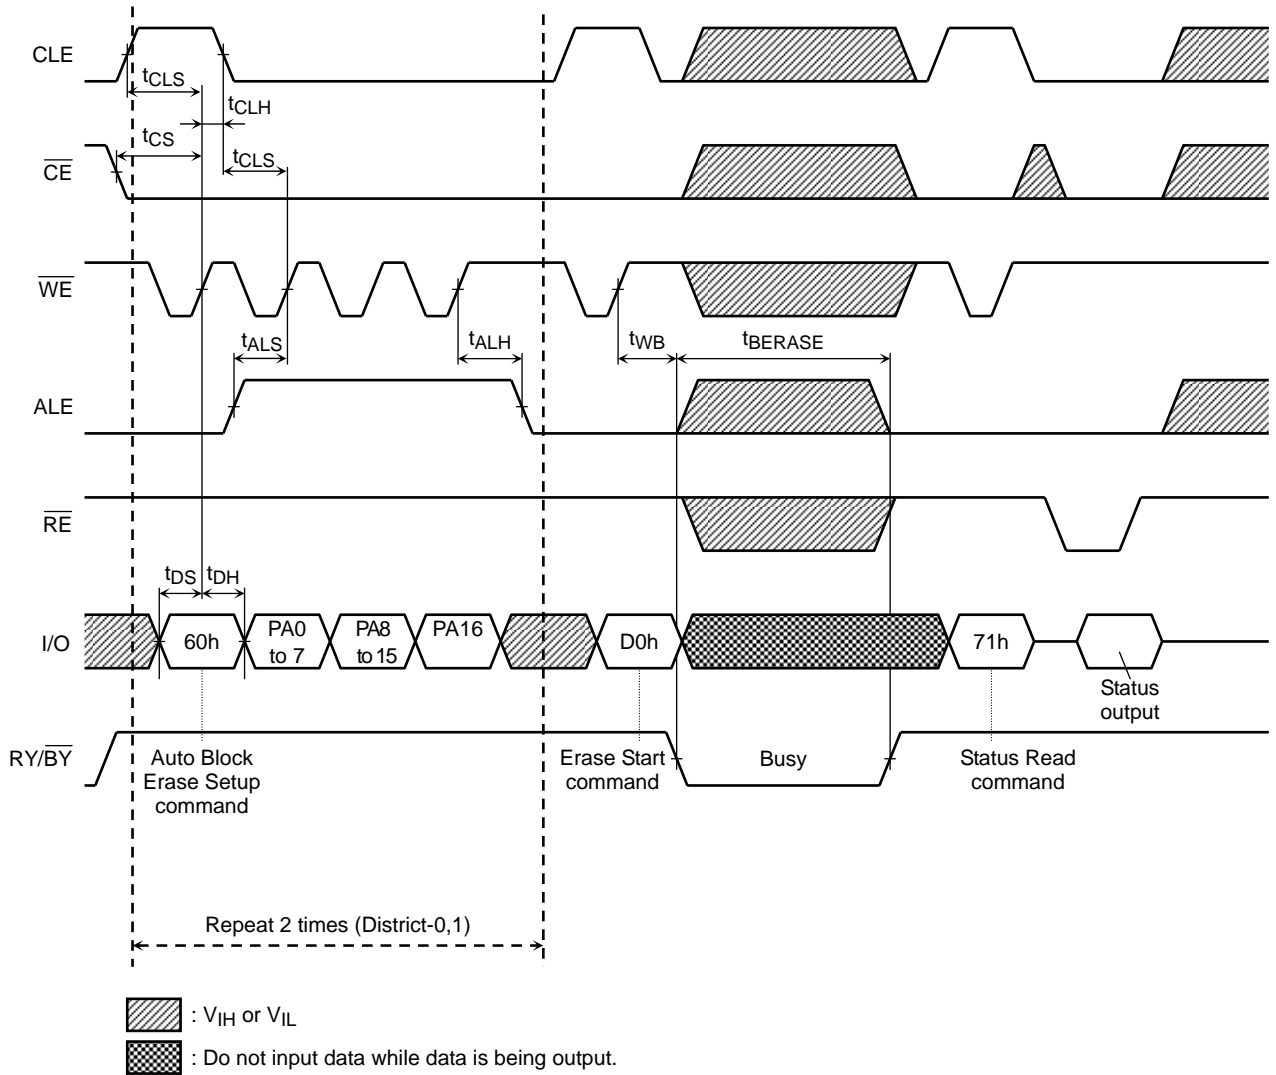 CLE
tCLS
tCLH
tCS
tCLS
CE
WE
tALS
tALH
tWB
tBERASE
ALE
RE
tDS
tDH
I/O
60h
PA0
to 7
PA8
to 15
PA16
D0h
71h
Status
output
RY/BY
Auto Block
Erase Setup
command
Erase Start
command
Busy
Status Read
command
Repeat 2 times (District-0,1)
: VIH or VIL
: Do not input data while data is being output.